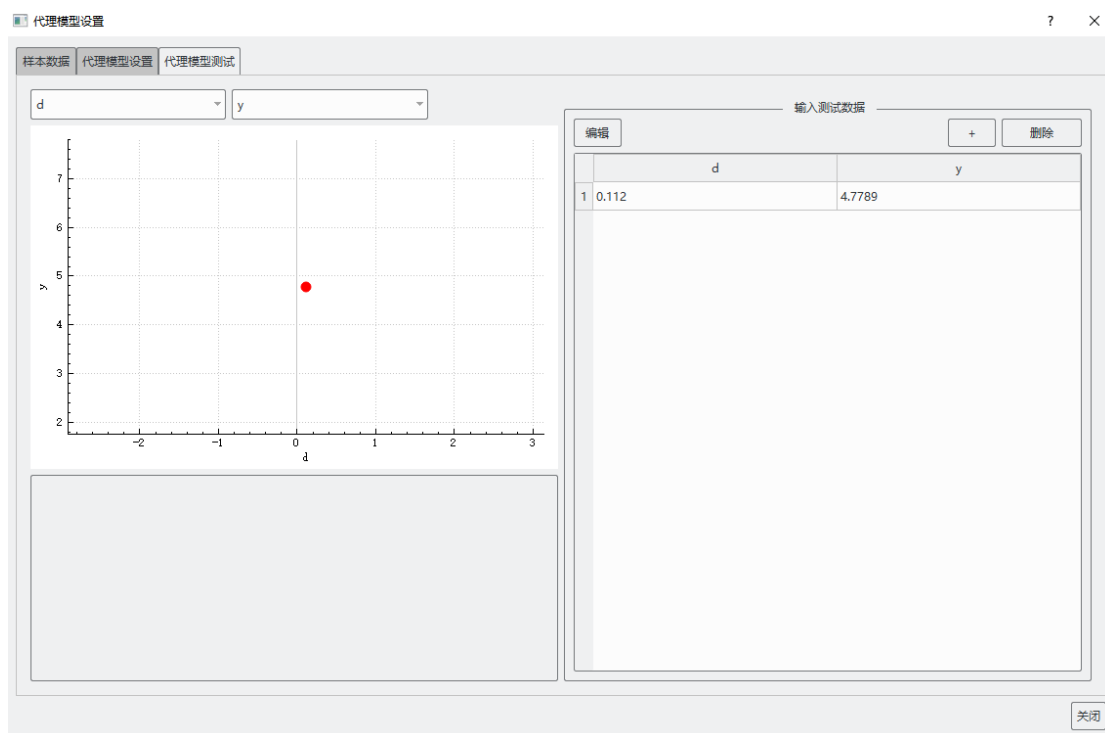 代理模型设置
?
样本数据 代理模型设置 代理模型测试
d y
输入测试数据
编辑 + 删除
d y
1 0.112 4.7789
7
6
5
y
4
3
2
-2 -1 0 1 2 3
d
关闭